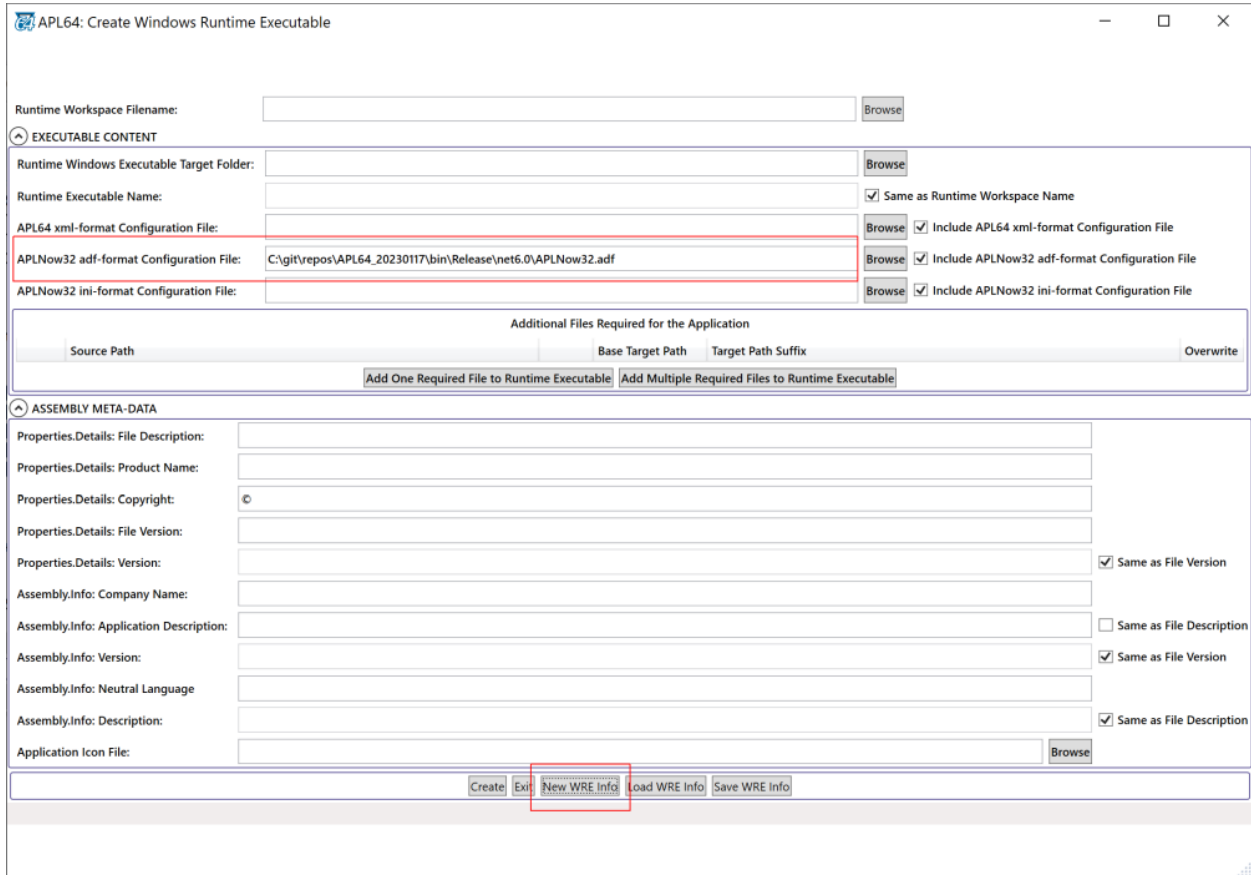 APL64: Create Windows Runtime Executable
Runtime Workspace Filename: Browse
EXECUTABLE CONTENT
Runtime Windows Executable Target Folder: Browse
Runtime Executable Name: Same as Runtime Workspace Name
APL64 xml-format Configuration File: Browse Include APL64 xml-format Configuration File
APLNow32 adf-format Configuration File: C:\git\repos\APL64_20230117\bin\Release\net6.0\APLNow32.adf Browse Include APLNow32 adf-format Configuration File
APLNow32 ini-format Configuration File: Browse Include APLNow32 ini-format Configuration File
Additional Files Required for the Application
Source Path Base Target Path Target Path Suffix Overwrite
Add One Required File to Runtime Executable Add Multiple Required Files to Runtime Executable
ASSEMBLY META-DATA
Properties.Details: File Description:
Properties.Details: Product Name:
Properties.Details: Copyright: ©
Properties.Details: File Version:
Properties.Details: Version: Same as File Version
Assembly.Info: Company Name:
Assembly.Info: Application Description: Same as File Description
Assembly.Info: Version: Same as File Version
Assembly.Info: Neutral Language
Assembly.Info: Description: Same as File Description
Application Icon File: Browse
Create Exit New WRE Info Load WRE Info Save WRE Info